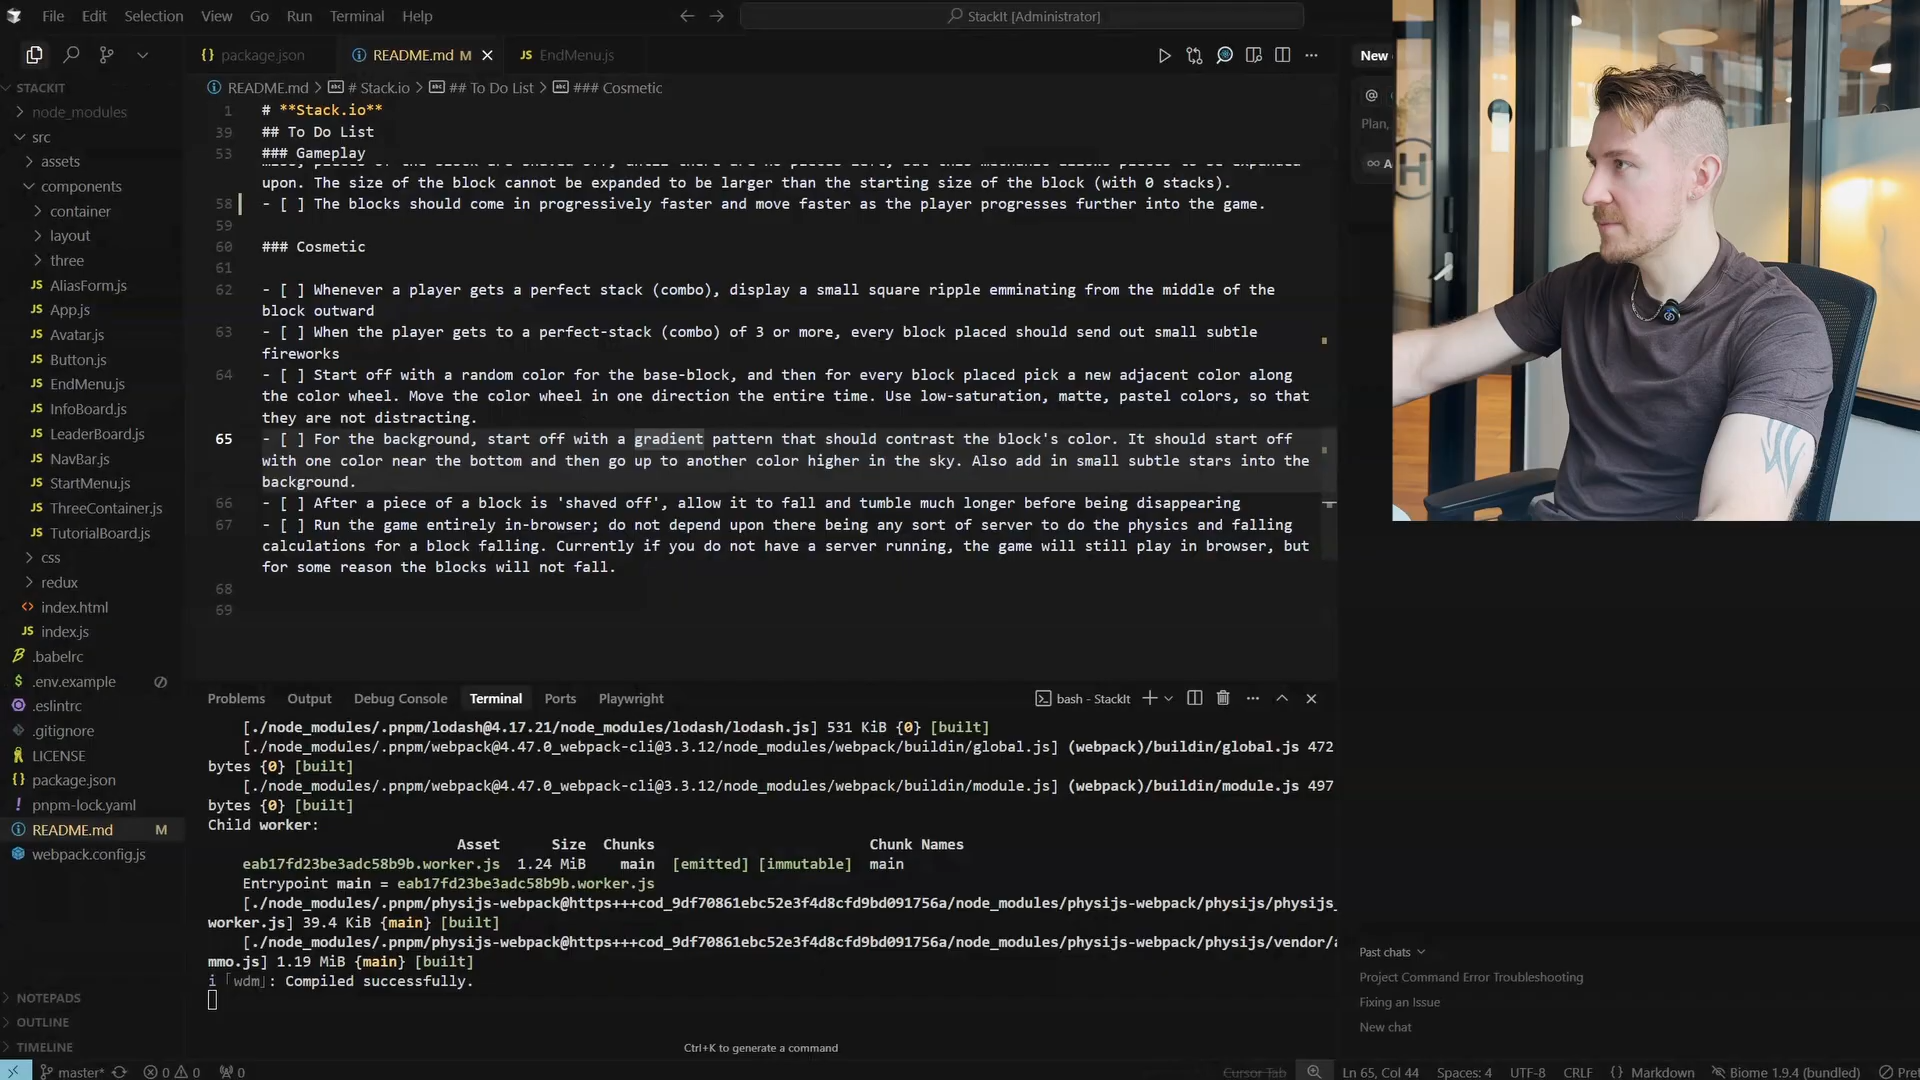 File Edit Selection View Go Run Terminal Help
StackIt [Administrator]
package.json
README.md M
EndMenu.js
New
README.md > # Stack.io > ## To Do List > ### Cosmetic
STACKIT
node_modules
src
assets
components
container
layout
three
AliasForm.js
App.js
Avatar.js
Button.js
EndMenu.js
InfoBoard.js
LeaderBoard.js
NavBar.js
StartMenu.js
ThreeContainer.js
TutorialBoard.js
css
redux
index.html
index.js
.babelrc
.env.example
.eslintrc
.gitignore
LICENSE
package.json
pnpm-lock.yaml
README.md M
webpack.config.js
NOTEPADS
OUTLINE
TIMELINE
1 # **Stack.io**
39 ## To Do List
53 ### Gameplay
upon. The size of the block cannot be expanded to be larger than the starting size of the block (with 0 stacks).
58 - [ ] The blocks should come in progressively faster and move faster as the player progresses further into the game.
59
60 ### Cosmetic
61
62 - [ ] Whenever a player gets a perfect stack (combo), display a small square ripple emminating from the middle of the
block outward
63 - [ ] When the player gets to a perfect-stack (combo) of 3 or more, every block placed should send out small subtle
fireworks
64 - [ ] Start off with a random color for the base-block, and then for every block placed pick a new adjacent color along
the color wheel. Move the color wheel in one direction the entire time. Use low-saturation, matte, pastel colors, so that
they are not distracting.
65 - [ ] For the background, start off with a gradient pattern that should contrast the block's color. It should start off
with one color near the bottom and then go up to another color higher in the sky. Also add in small subtle stars into the
background.
66 - [ ] After a piece of a block is 'shaved off', allow it to fall and tumble much longer before being disappearing
67 - [ ] Run the game entirely in-browser; do not depend upon there being any sort of server to do the physics and falling
calculations for a block falling. Currently if you do not have a server running, the game will still play in browser, but
for some reason the blocks will not fall.
68
69
Problems Output Debug Console Terminal Ports Playwright
bash - StackIt
[./node_modules/.pnpm/lodash@4.17.21/node_modules/lodash/lodash.js] 531 KiB {0} [built]
[./node_modules/.pnpm/webpack@4.47.0_webpack-cli@3.3.12/node_modules/webpack/buildin/global.js] (webpack)/buildin/global.js 472
bytes {0} [built]
[./node_modules/.pnpm/webpack@4.47.0_webpack-cli@3.3.12/node_modules/webpack/buildin/module.js] (webpack)/buildin/module.js 497
bytes {0} [built]
Child worker:
Asset Size Chunks Chunk Names
eab17fd23be3adc58b9b.worker.js 1.24 MiB main [emitted] [immutable] main
Entrypoint main = eab17fd23be3adc58b9b.worker.js
[./node_modules/.pnpm/physijs-webpack@https+++cod_9df70861ebc52e3f4d8cfd9bd091756a/node_modules/physijs-webpack/physijs/physijs_
worker.js] 39.4 KiB {main} [built]
[./node_modules/.pnpm/physijs-webpack@https+++cod_9df70861ebc52e3f4d8cfd9bd091756a/node_modules/physijs-webpack/physijs/vendor/a
mmo.js] 1.19 MiB {main} [built]
i 「wdm」: Compiled successfully.
Ctrl+K to generate a command
@
Plan,
Past chats
Project Command Error Troubleshooting
Fixing an Issue
New chat
master* 0 0 0
Cursor Tab Ln 65, Col 44 Spaces: 4 UTF-8 CRLF {} Markdown Biome 1.9.4 (bundled)